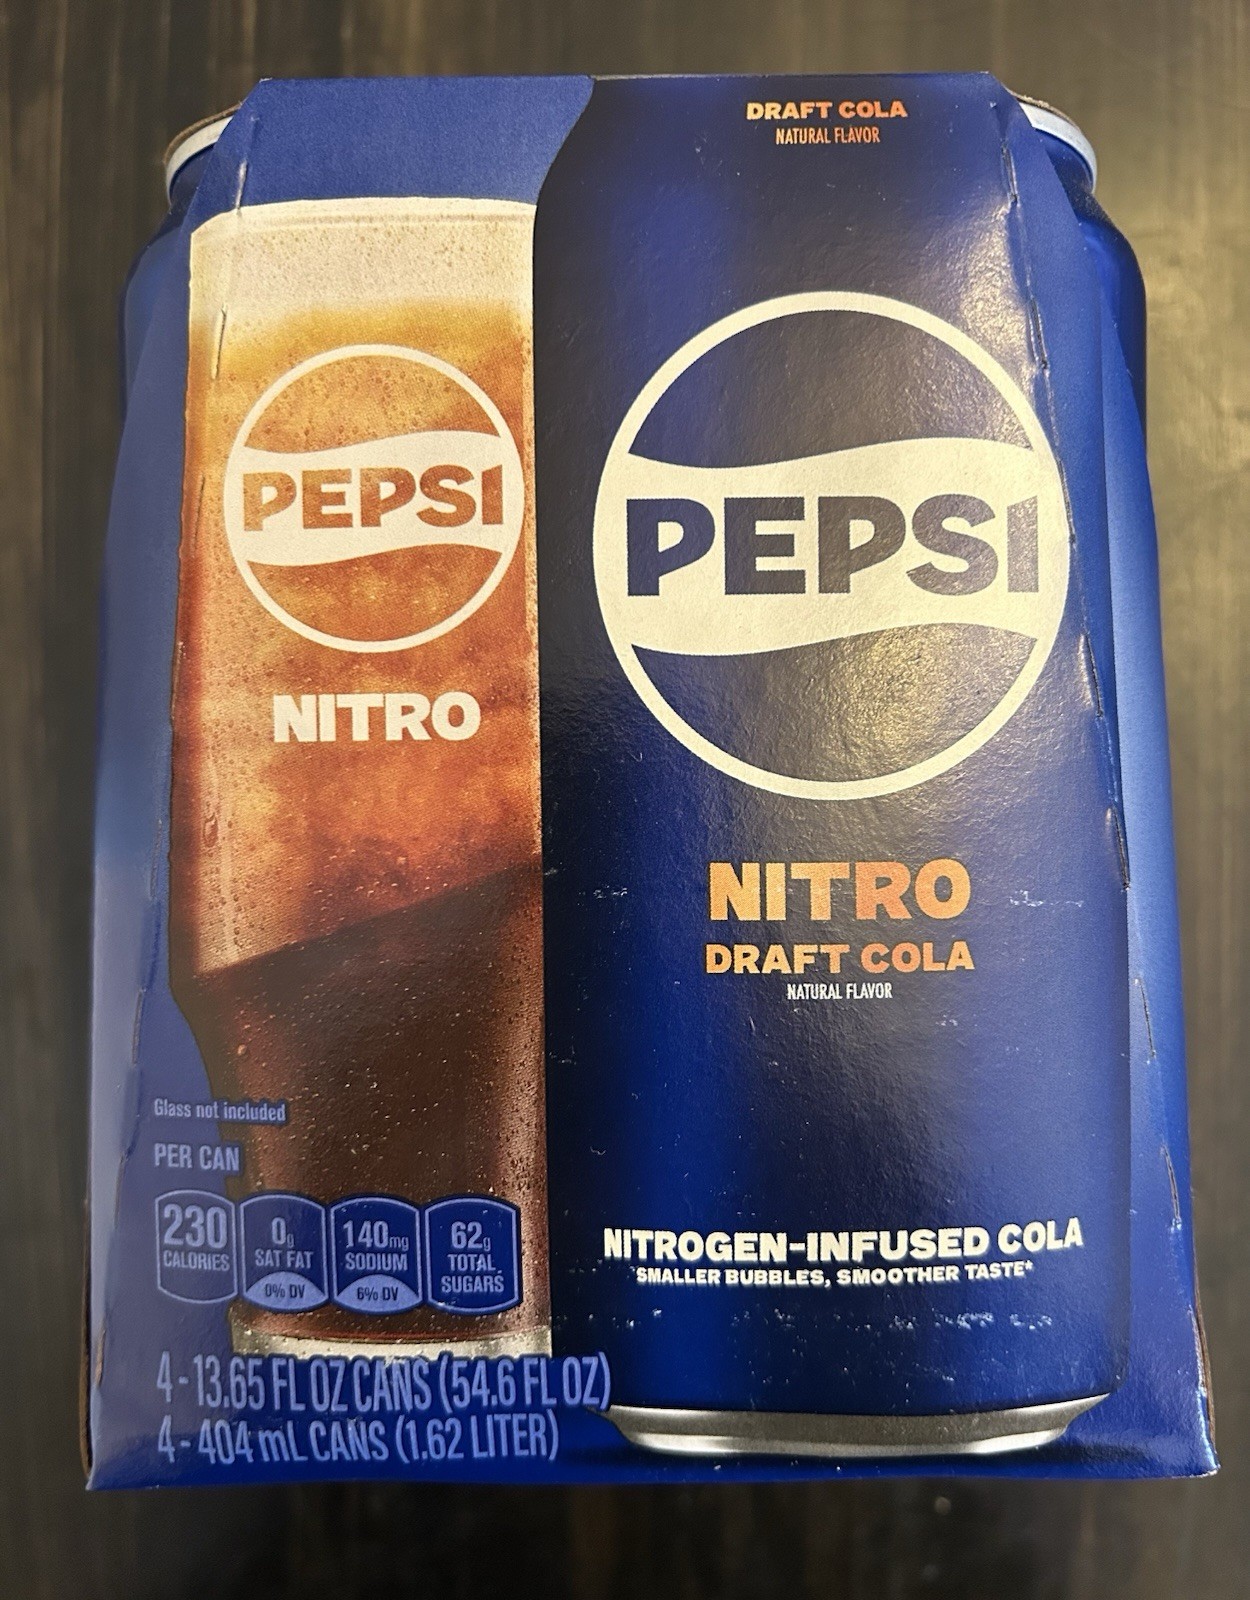 DRAFT COLA
NATURAL FLAVOR
PEPSI
NITRO
PEPSI
NITRO
DRAFT COLA
NATURAL FLAVOR
Glass not included
PER CAN
230 CALORIES
0g SAT FAT 0% DV
140mg SODIUM 6% DV
62g TOTAL SUGARS
NITROGEN-INFUSED COLA
SMALLER BUBBLES, SMOOTHER TASTE*
4-13.65 FL OZ CANS (54.6 FL OZ)
4-404 mL CANS (1.62 LITER)